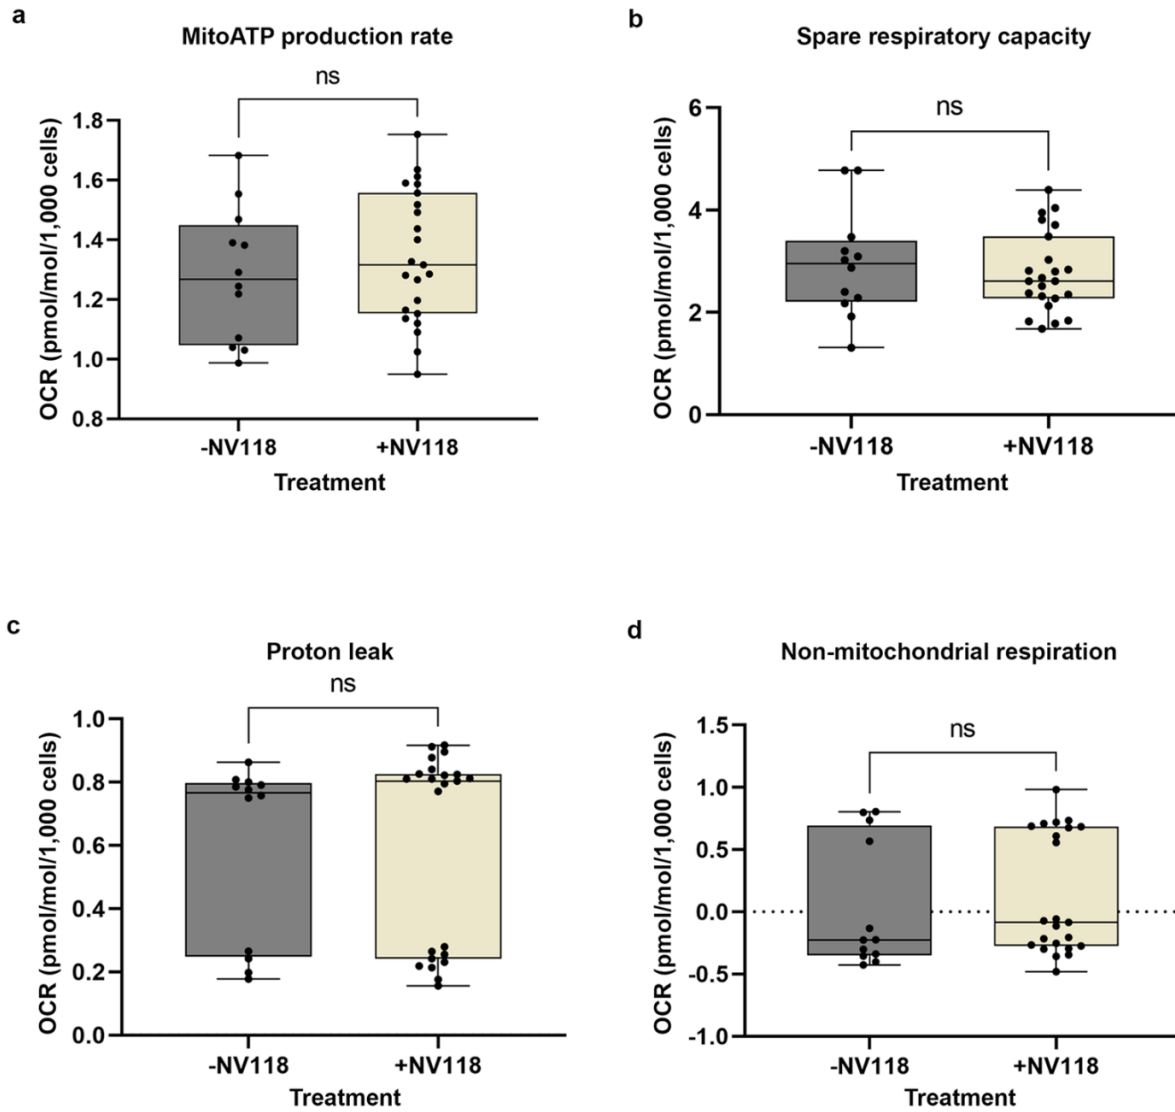 a
MitoATP production rate
ns
OCR (pmol/mol/1,000 cells)
1.8
1.6
1.4
1.2
1.0
0.8
-NV118
+NV118
Treatment
b
Spare respiratory capacity
ns
OCR (pmol/mol/1,000 cells)
6
4
2
0
-NV118
+NV118
Treatment
c
Proton leak
ns
OCR (pmol/mol/1,000 cells)
1.0
0.8
0.6
0.4
0.2
0.0
-NV118
+NV118
Treatment
d
Non-mitochondrial respiration
ns
OCR (pmol/mol/1,000 cells)
1.5
1.0
0.5
0.0
-0.5
-1.0
-NV118
+NV118
Treatment